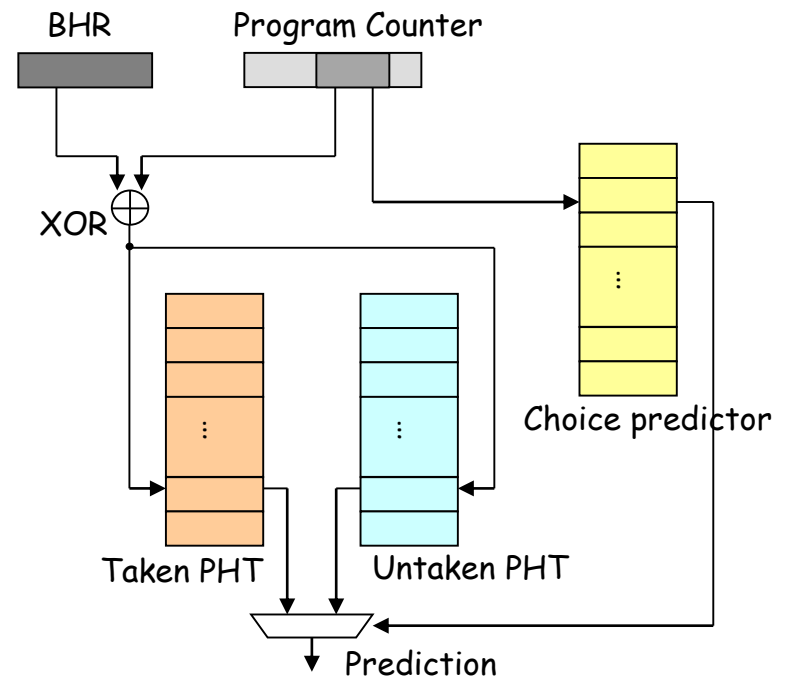 BHR
Program Counter
XOR
Choice predictor
Taken PHT
Untaken PHT
Prediction